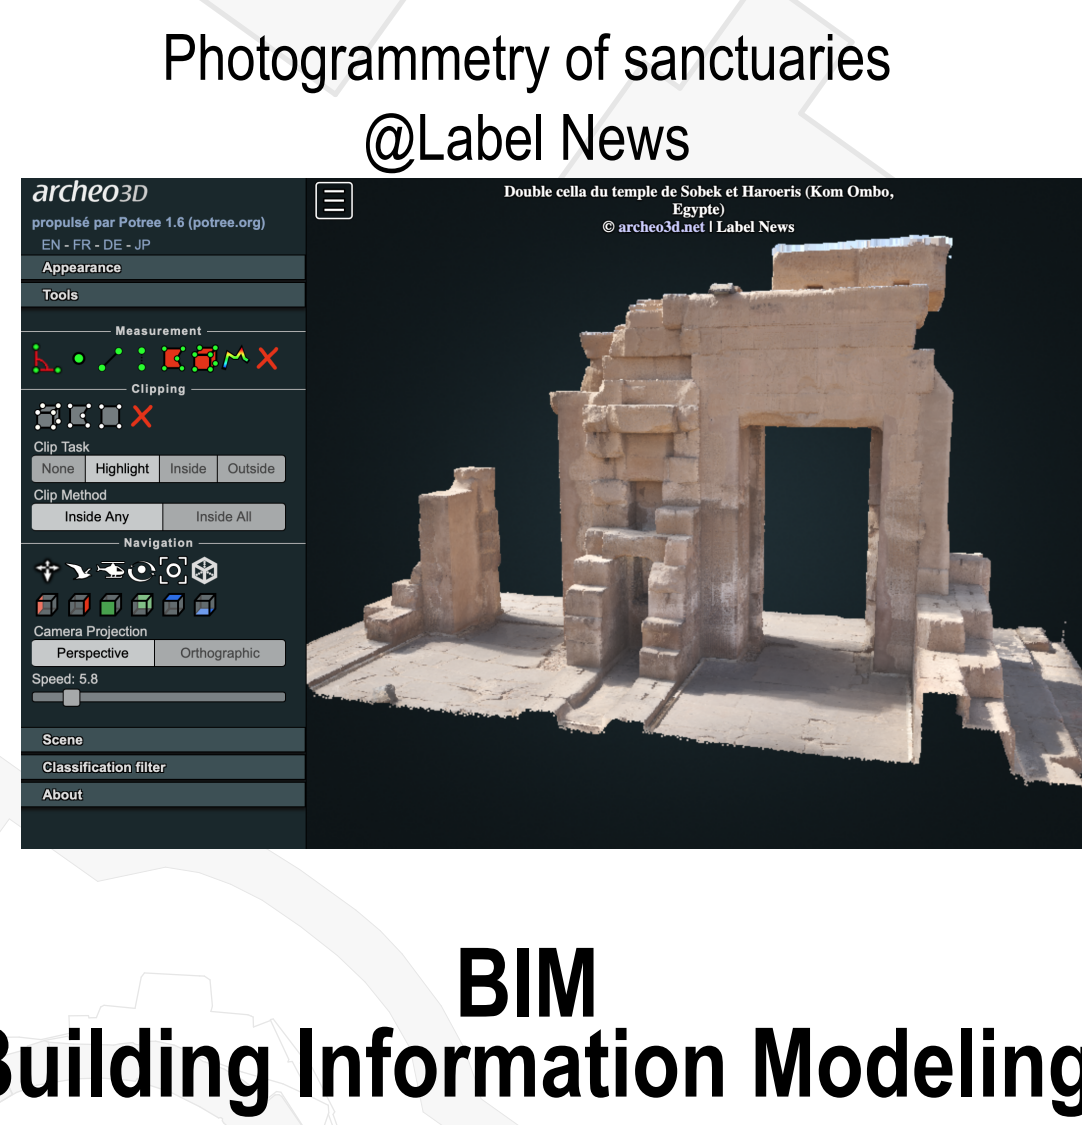 Photogrammetry of sanctuaries
@Label News
archeo3D
propulsé par Potree 1.6 (potree.org)
EN - FR - DE - JP
Appearance
Tools
Measurement
Clipping
Clip Task
None Highlight Inside Outside
Clip Method
Inside Any Inside All
Navigation
Camera Projection
Perspective Orthographic
Speed: 5.8
Scene
Classification filter
About
Double cella du temple de Sobek et Haroeris (Kom Ombo,
Egypte)
© archeo3d.net | Label News
BIM
Building Information Modeling